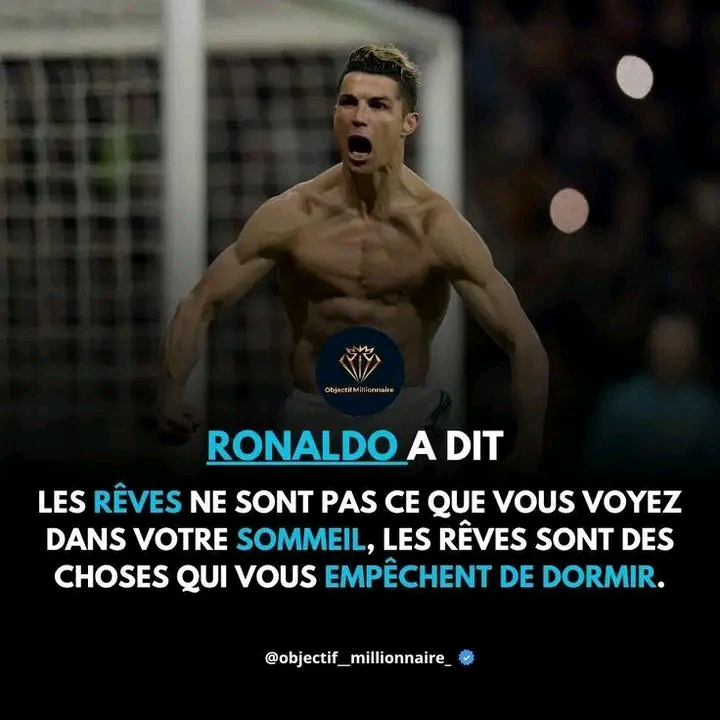 Objectif Millionnaire
RONALDO A DIT
LES RÊVES NE SONT PAS CE QUE VOUS VOYEZ
DANS VOTRE SOMMEIL, LES RÊVES SONT DES
CHOSES QUI VOUS EMPÊCHENT DE DORMIR.
@objectif__millionnaire_